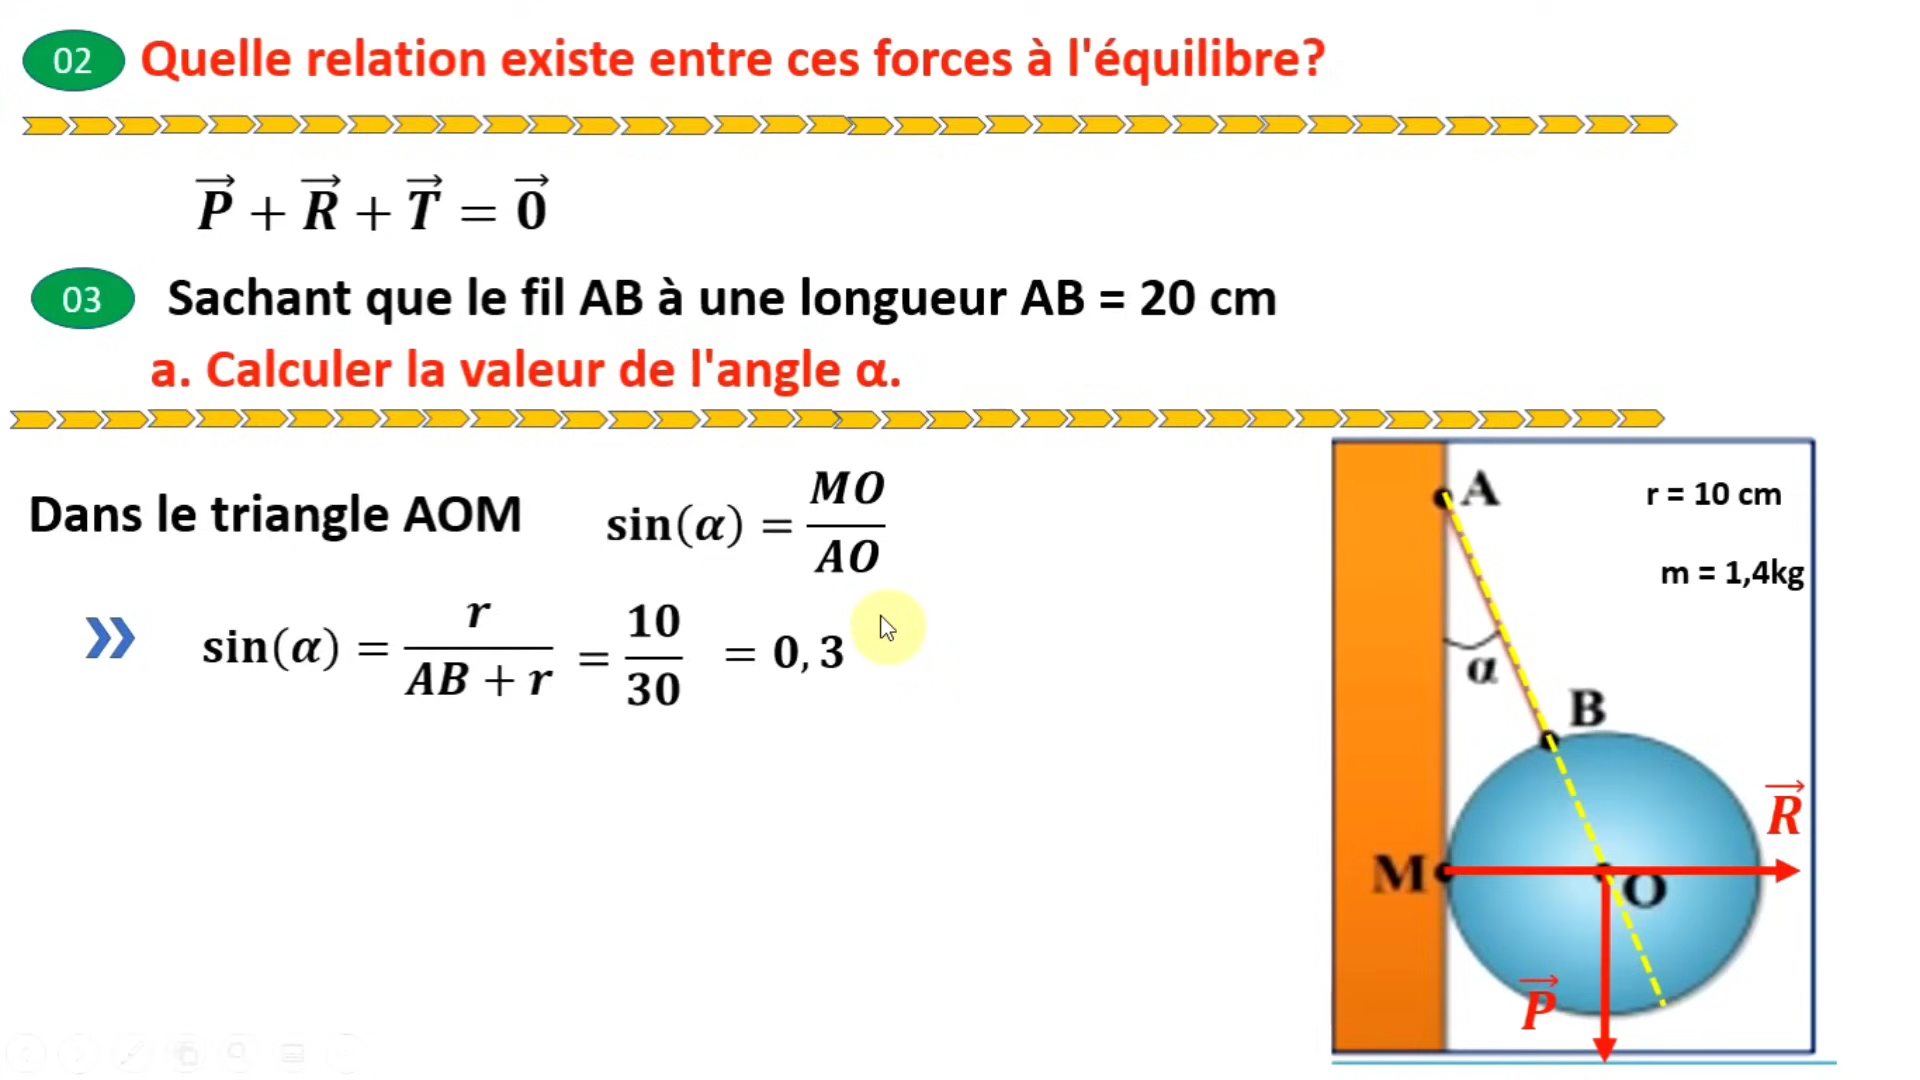 02 Quelle relation existe entre ces forces à l'équilibre?
P⃗ + R⃗ + T⃗ = 0⃗
03 Sachant que le fil AB à une longueur AB = 20 cm
a. Calculer la valeur de l'angle α.
Dans le triangle AOM sin(α) = MO/AO
sin(α) = r/(AB + r) = 10/30 = 0, 3
A
r = 10 cm
m = 1,4kg
α
B
R⃗
M
O
P⃗